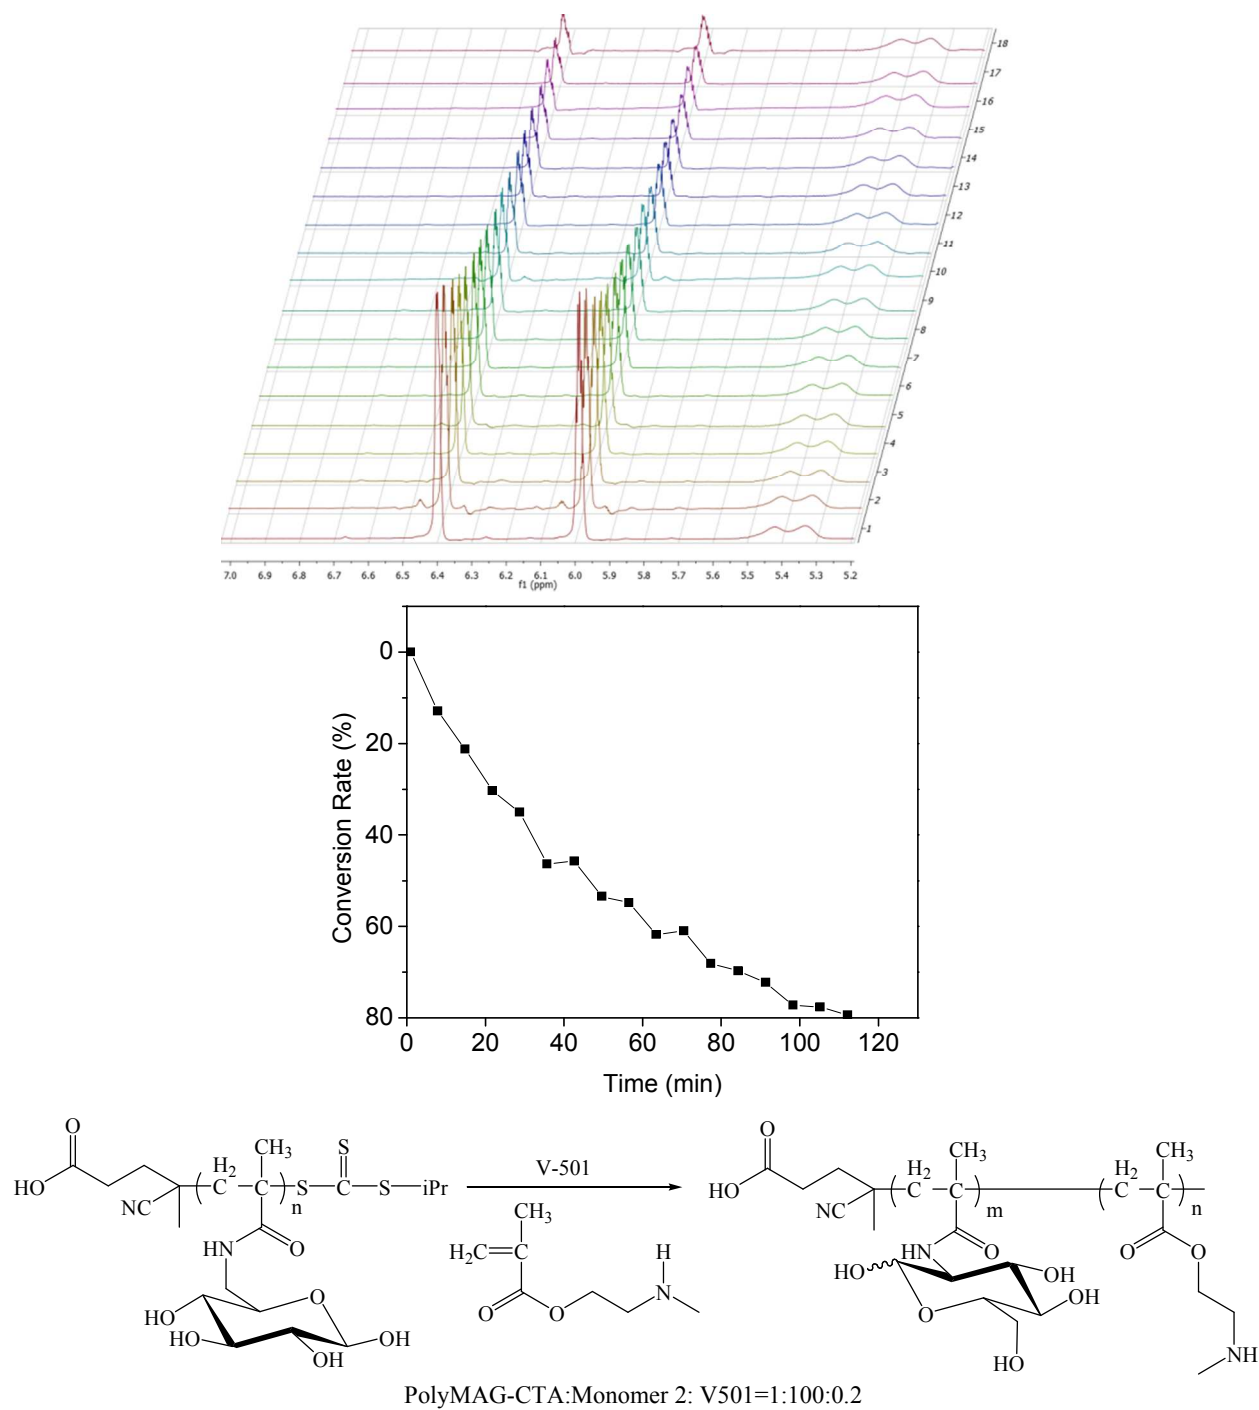 18
17
16
15
14
13
12
11
10
9
8
7
6
5
4
3
2
1
7.0 6.9 6.8 6.7 6.6 6.5 6.4 6.3 6.2 6.1 6.0 5.9 5.8 5.7 5.6 5.5 5.4 5.3 5.2
f1 (ppm)
0
20
40
60
80
Conversion Rate (%)
0 20 40 60 80 100 120
Time (min)
O
HO
NC
H2
C
CH3
C
n
S
S
C
S
iPr
HN
O
O
HO
HO
OH
OH
V-501
CH3
H2C
C
O
O
H
N
O
HO
NC
H2
C
CH3
C
m
H2
C
CH3
C
n
HN
O
HO
OH
OH
O
HO
O
O
NH
PolyMAG-CTA:Monomer 2: V501=1:100:0.2